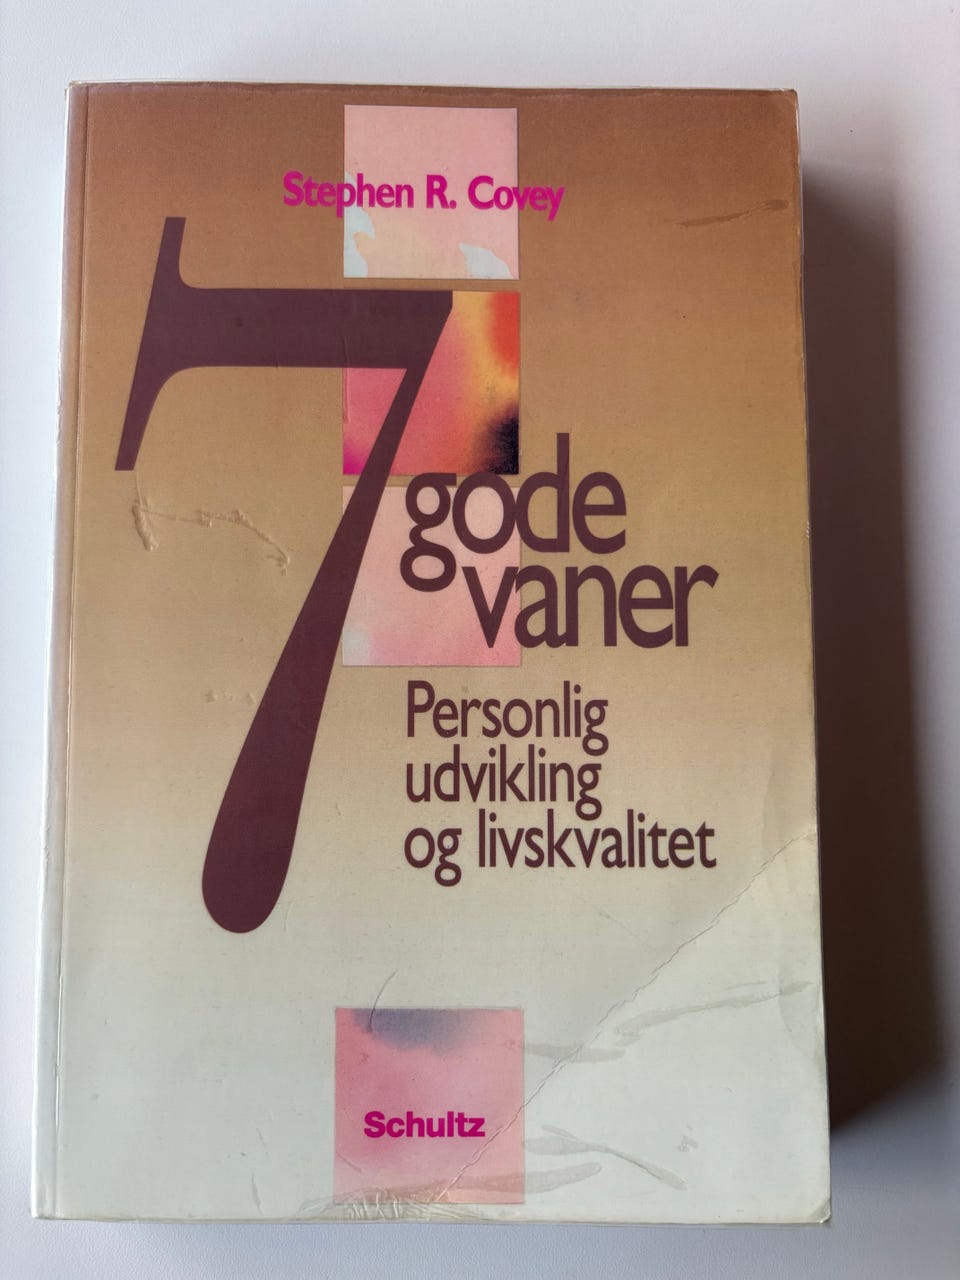 Stephen R. Covey
7
gode
vaner
Personlig
udvikling
og livskvalitet
Schultz